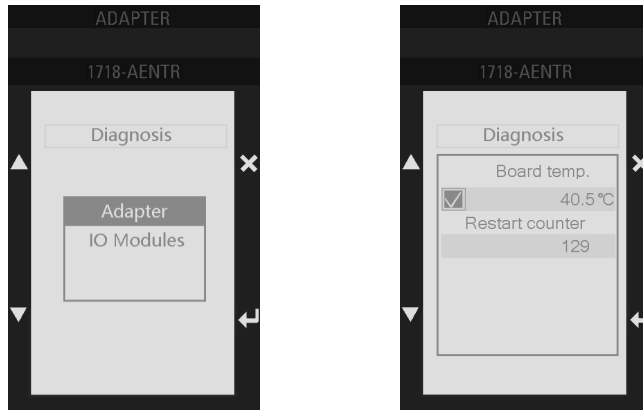 ADAPTER
1718-AENTR
Diagnosis
Adapter
IO Modules
ADAPTER
1718-AENTR
Diagnosis
Board temp.
40.5°C
Restart counter
129